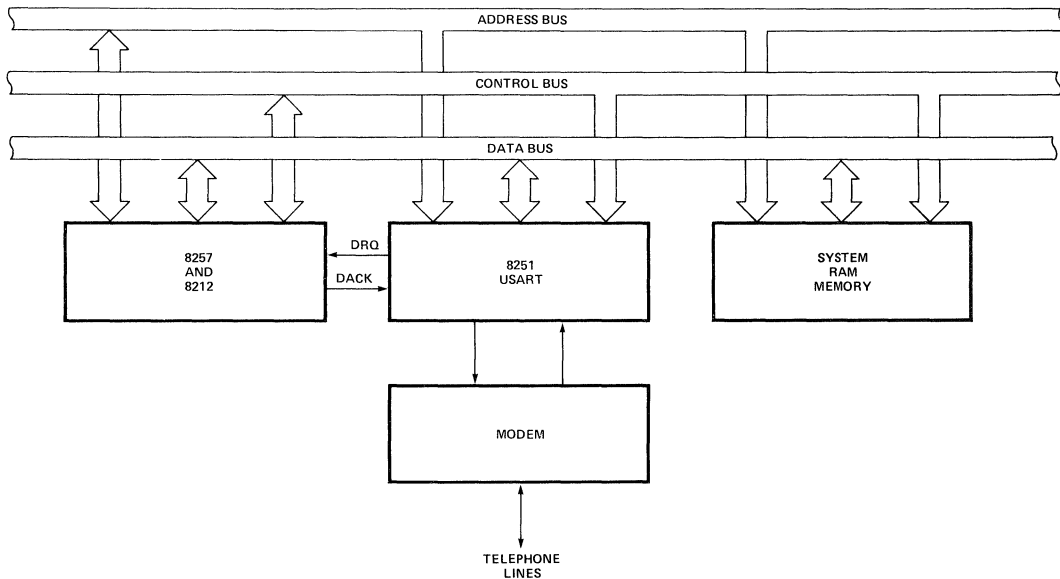 ADDRESS BUS
CONTROL BUS
DATA BUS
8257
AND
8212
DRQ
DACK
8251
USART
SYSTEM
RAM
MEMORY
MODEM
TELEPHONE
LINES